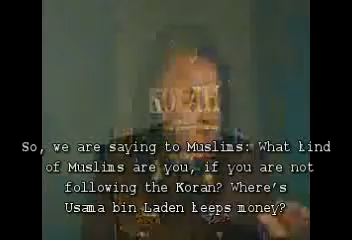 KORAN
So, we are saying to Muslims: What kind
of Muslims are you, if you are not
following the Koran? Where's
Usama bin Laden keeps money?